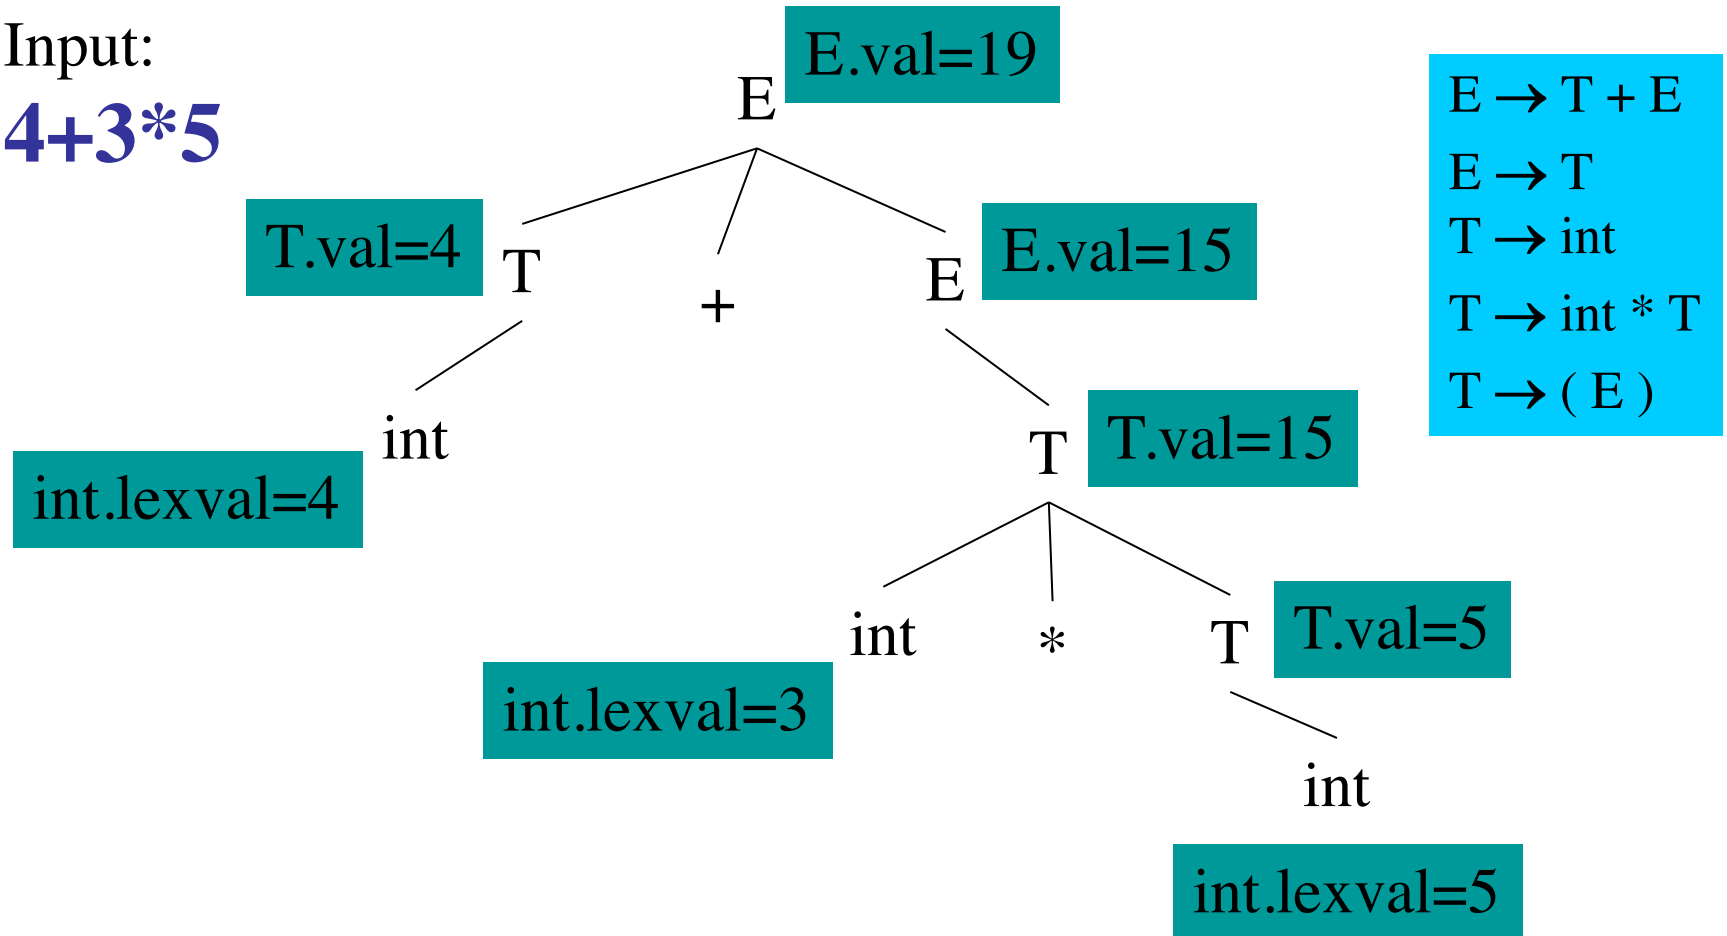 Input:
4+3*5
E.val=19
E
E → T + E
E → T
T → int
T → int * T
T → ( E )
T.val=4
T
+
E
E.val=15
int
int.lexval=4
T
T.val=15
int
*
T
T.val=5
int.lexval=3
int
int.lexval=5